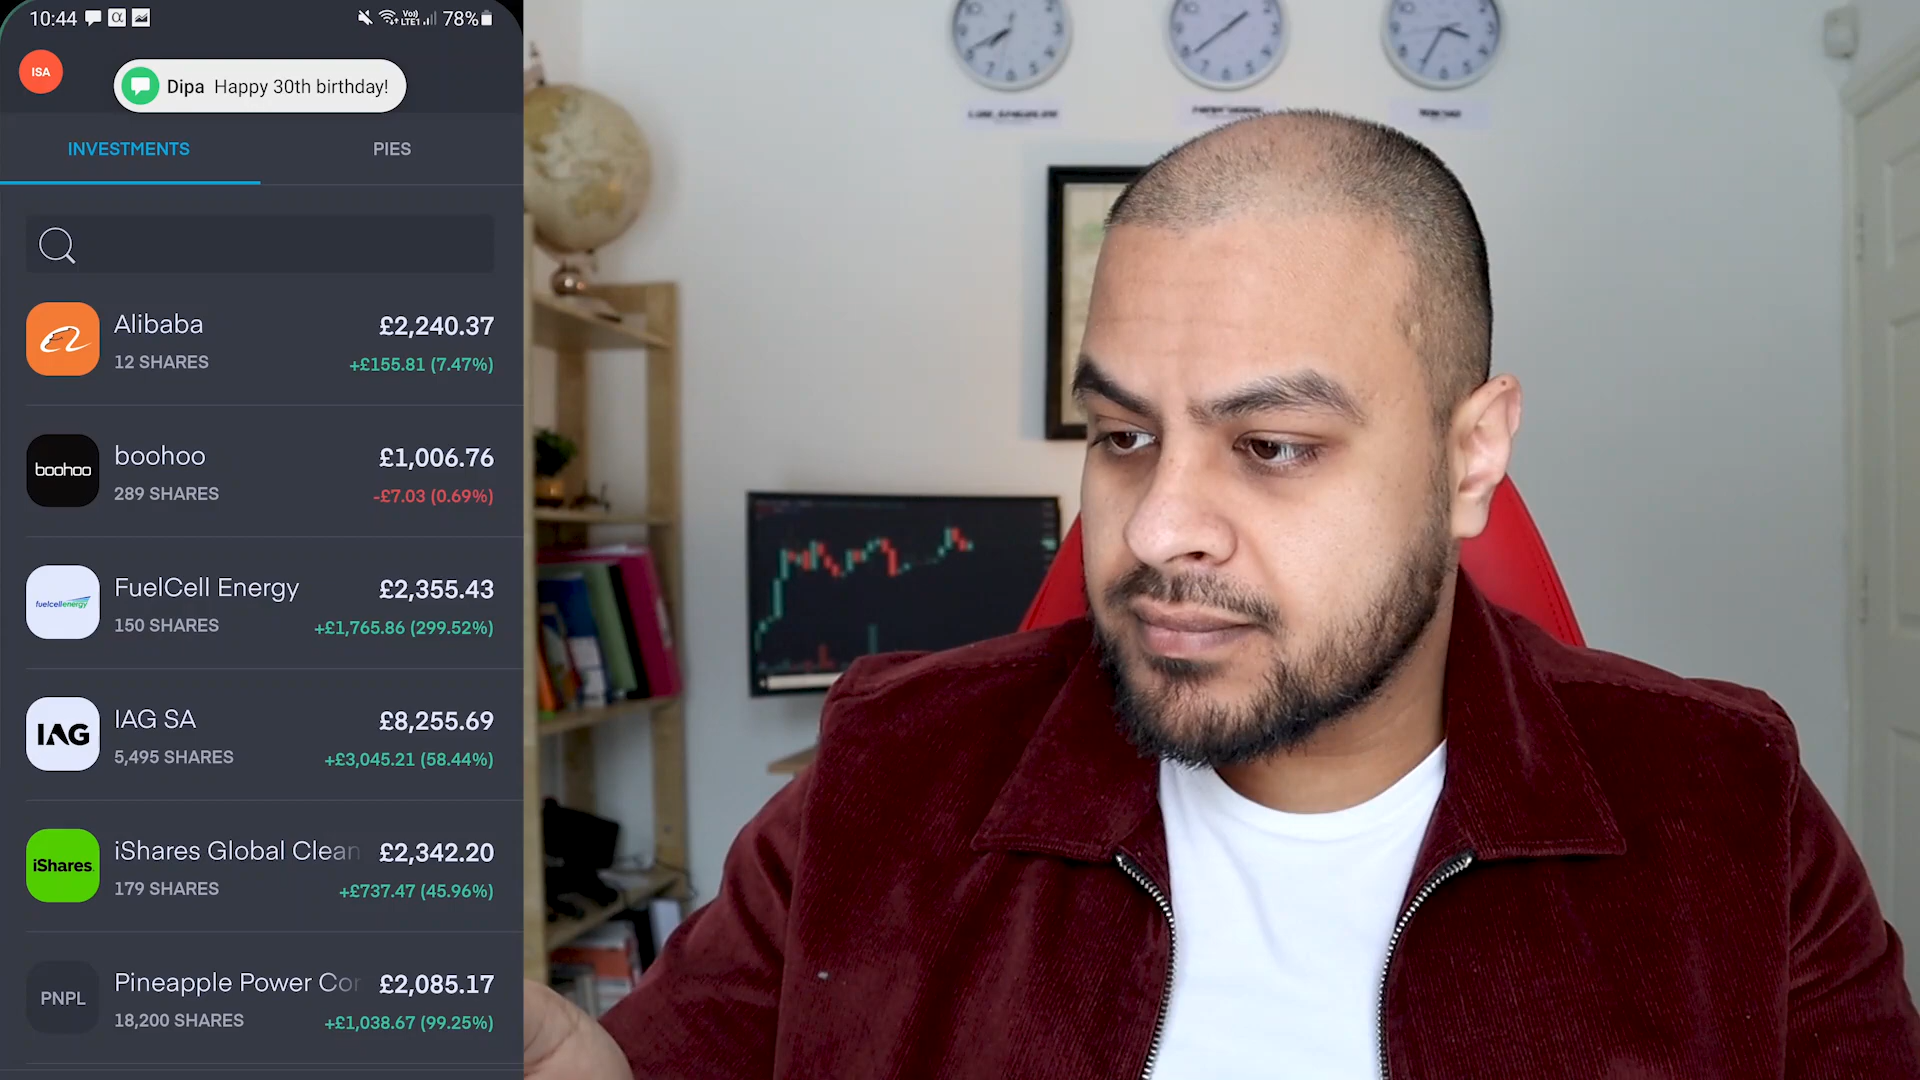 10:44
Vo)
LTE1
78%
ISA
Dipa Happy 30th birthday!
INVESTMENTS
PIES
Alibaba
£2,240.37
12 SHARES
+£155.81 (7.47%)
boohoo
boohoo
£1,006.76
289 SHARES
-£7.03 (0.69%)
fuelcellenergy
FuelCell Energy
£2,355.43
150 SHARES
+£1,765.86 (299.52%)
IAG
IAG SA
£8,255.69
5,495 SHARES
+£3,045.21 (58.44%)
iShares.
iShares Global Clean
£2,342.20
179 SHARES
+£737.47 (45.96%)
PNPL
Pineapple Power Cor
£2,085.17
18,200 SHARES
+£1,038.67 (99.25%)